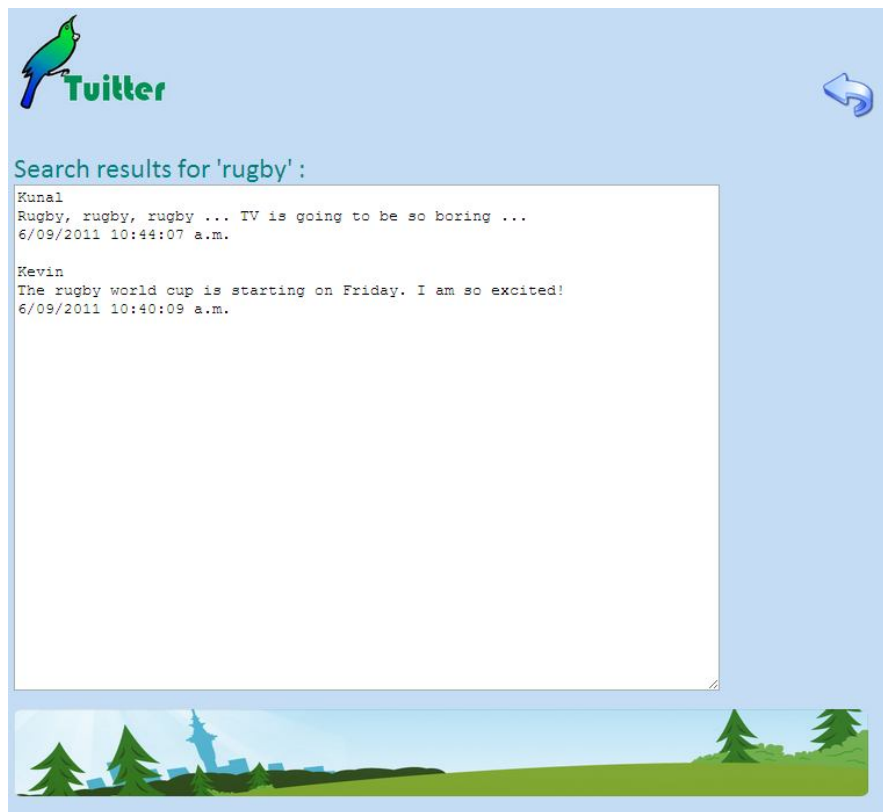 Tuitter
Search results for 'rugby' :
Kunal
Rugby, rugby, rugby ... TV is going to be so boring ...
6/09/2011 10:44:07 a.m.
Kevin
The rugby world cup is starting on Friday. I am so excited!
6/09/2011 10:40:09 a.m.